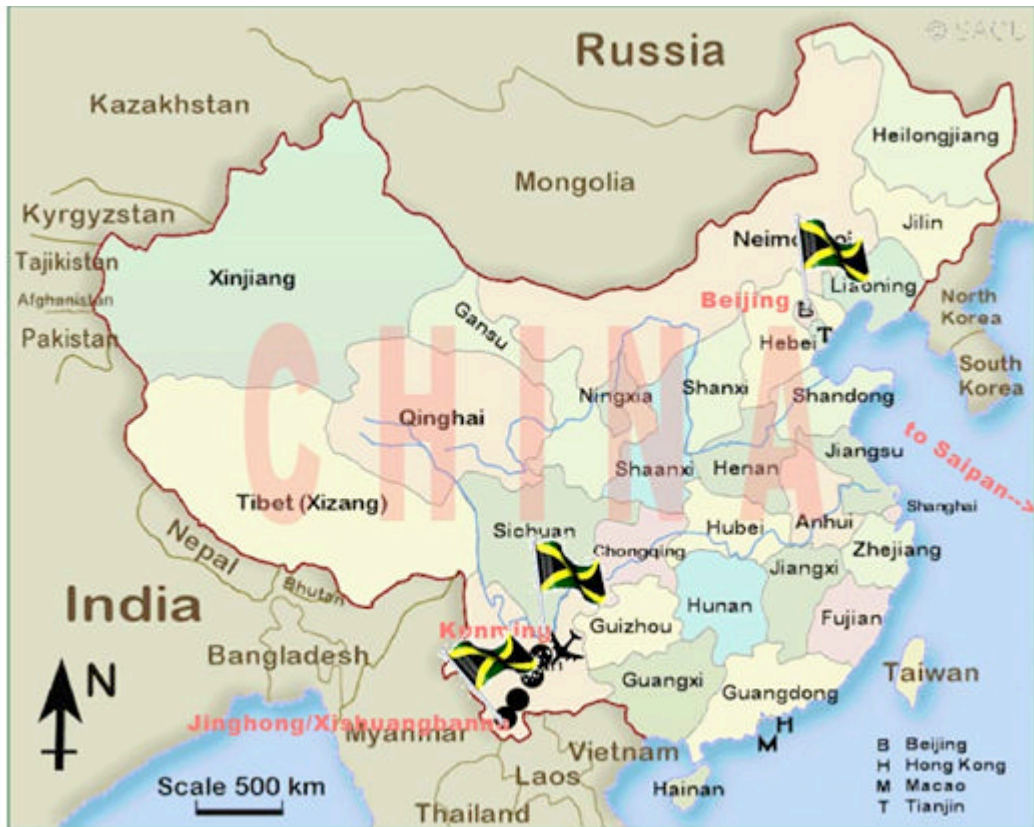 © SACU
Russia
Kazakhstan
Heilongjiang
Mongolia
Kyrgyzstan
Jilin
Tajikistan
Xinjiang
Liaoning
Afghanistan
Beijing
B
North
Korea
Pakistan
Gansu
T
Hebei
South
Korea
CHINA
Ningxia
Shanxi
Shandong
Qinghai
to Saipan-->
Jiangsu
Shaanxi
Henan
Tibet (Xizang)
Shanghai
Sichuan
Hubei
Anhui
Nepal
Chongqing
Zhejiang
Jiangxi
Bhutan
India
Hunan
Fujian
Guizhou
Bangladesh
N
Guangxi
Guangdong
Taiwan
Jinghong/Xishuangbanna
Myanmar
H
M
Vietnam
Laos
Scale 500 km
Hainan
Thailand
B Beijing
H Hong Kong
M Macao
T Tianjin